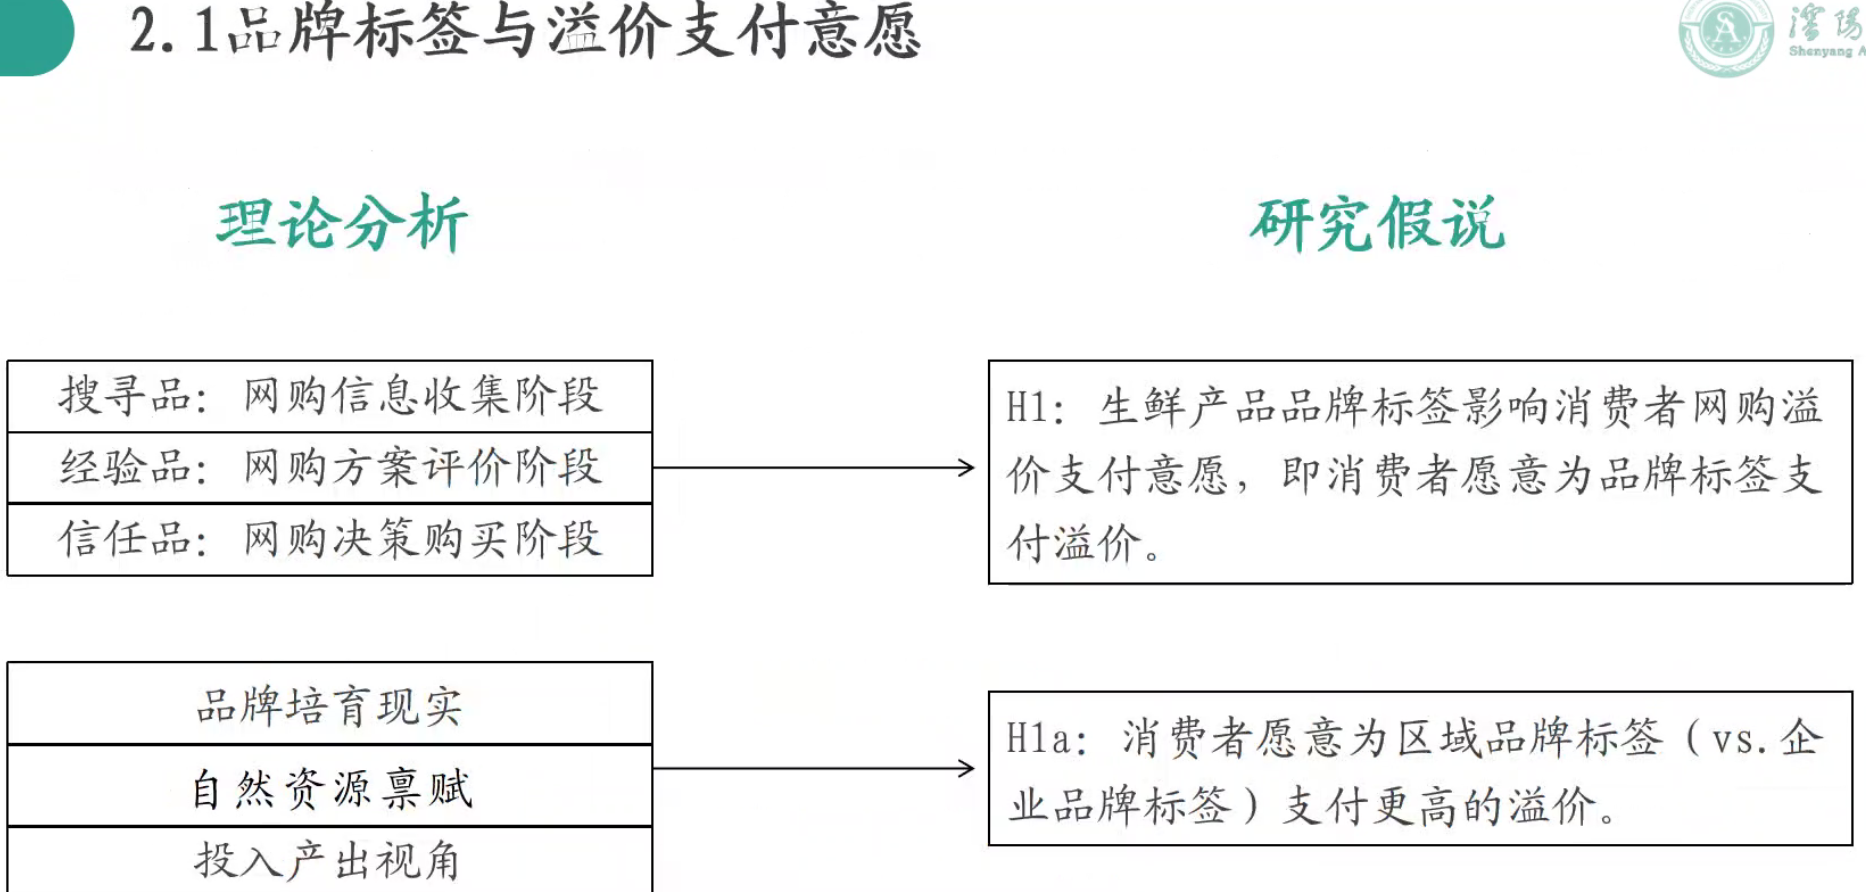 2.1品牌标签与溢价支付意愿
Shenyang A
理论分析
研究假说
搜寻品：网购信息收集阶段
经验品：网购方案评价阶段
信任品：网购决策购买阶段
H1：生鲜产品品牌标签影响消费者网购溢
价支付意愿，即消费者愿意为品牌标签支
付溢价。
品牌培育现实
自然资源禀赋
投入产出视角
H1a：消费者愿意为区域品牌标签（vs.企
业品牌标签）支付更高的溢价。